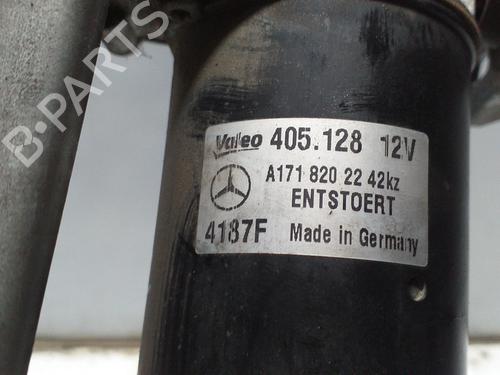 B-PARTS
Valeo 405.128 12V
A171 820 22 42kz
ENTSTOERT
4187F Made in Germany